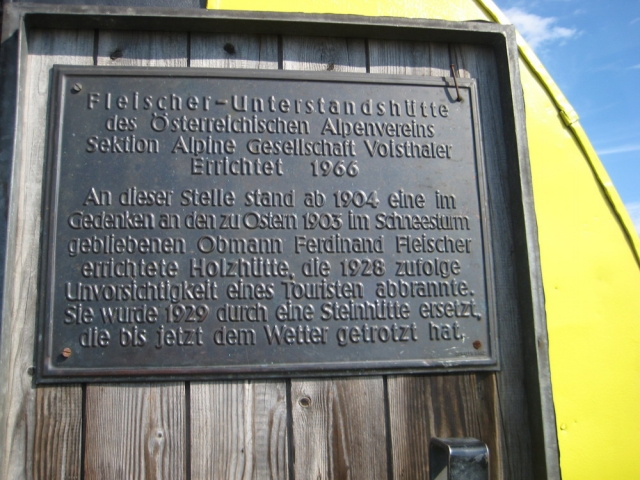 Fleischer-Unterstandshütte
des Österreichischen Alpenvereins
Sektion Alpine Gesellschaft Voisthaler
Errichtet 1966
An dieser Stelle stand ab 1904 eine im
Gedenken an den zu Ostern 1903 im Schneesturm
gebliebenen Obmann Ferdinand Fleischer
errichtete Holzhütte, die 1928 zufolge
Unvorsichtigkeit eines Touristen abbrannte.
Sie wurde 1929 durch eine Steinhütte ersetzt,
die bis jetzt dem Wetter getrotzt hat.